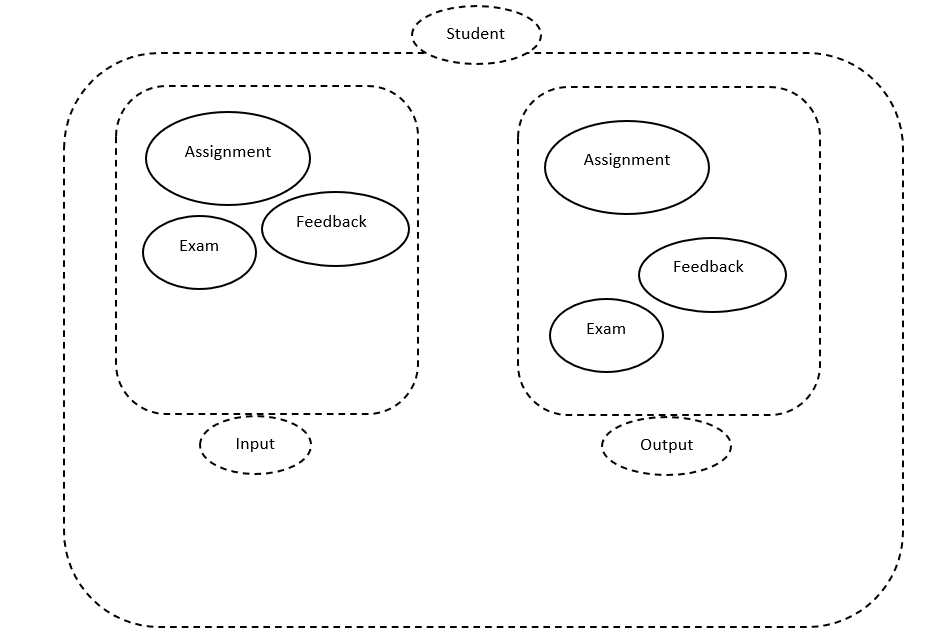 Student
Assignment
Feedback
Exam
Input
Assignment
Feedback
Exam
Output